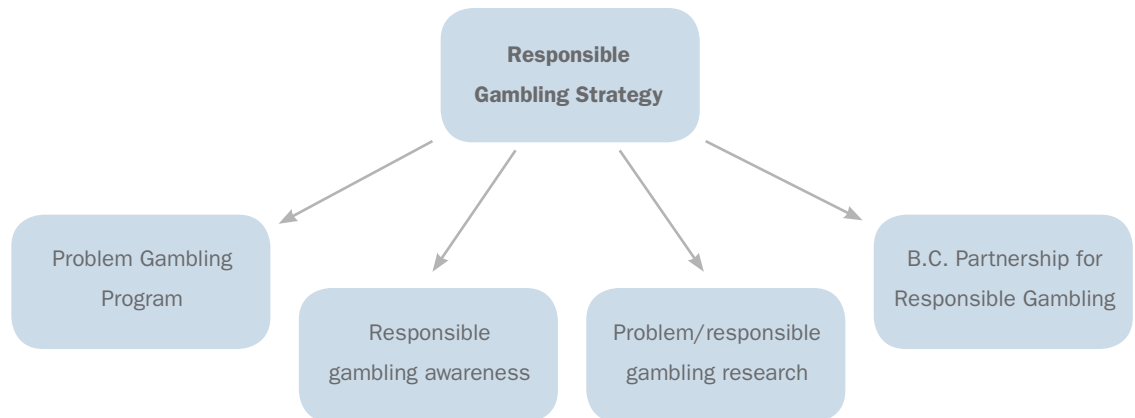 Responsible
Gambling Strategy
Problem Gambling
Program
Responsible
gambling awareness
Problem/responsible
gambling research
B.C. Partnership for
Responsible Gambling